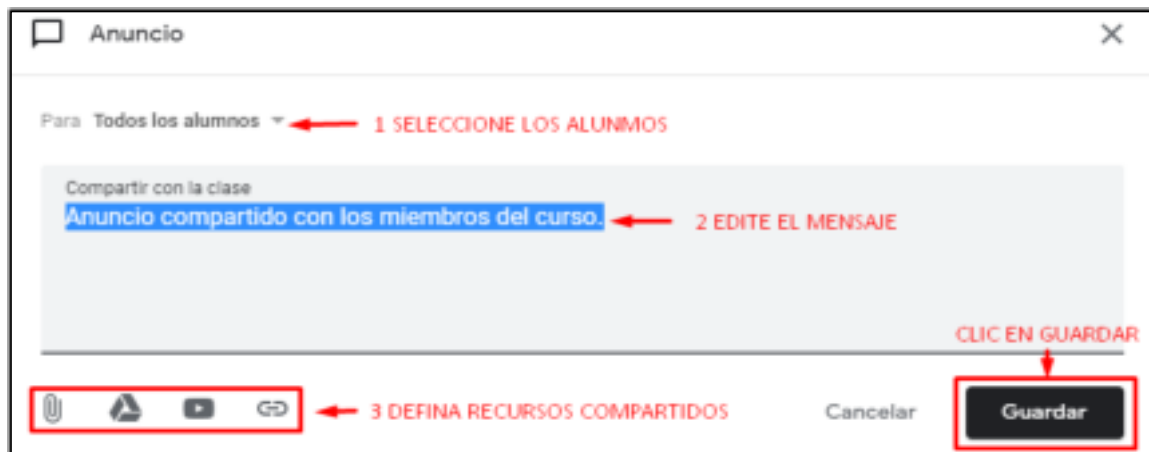 Anuncio
Para Todos los alumnos 1 SELECCIONE LOS ALUNMOS
Compartir con la clase
Anuncio compartido con los miembros del curso. 2 EDITE EL MENSAJE
CLIC EN GUARDAR
3 DEFINA RECURSOS COMPARTIDOS Cancelar Guardar